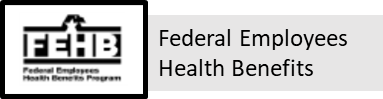 FEHB
Federal Employees
Health Benefits Program
Federal Employees
Health Benefits